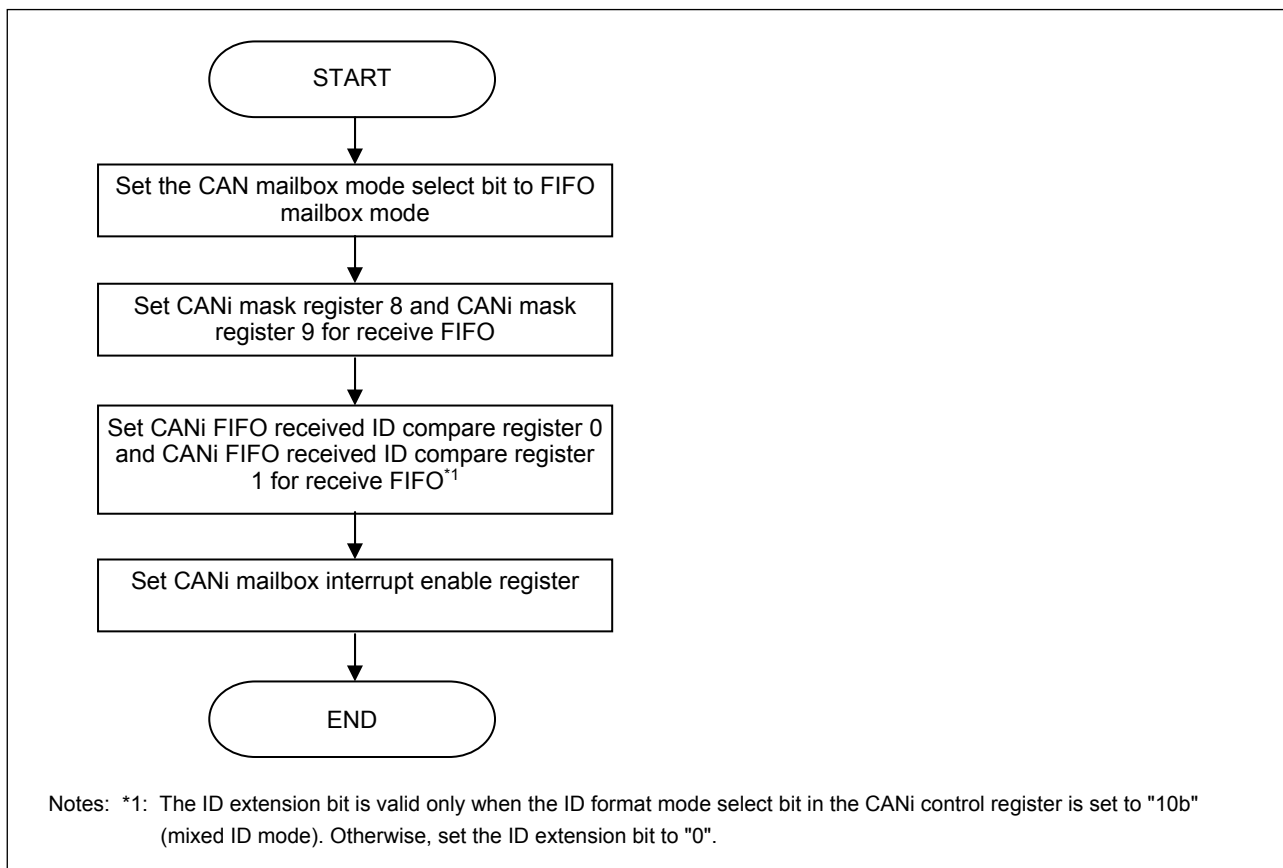 START
Set the CAN mailbox mode select bit to FIFO
mailbox mode
Set CANi mask register 8 and CANi mask
register 9 for receive FIFO
Set CANi FIFO received ID compare register 0
and CANi FIFO received ID compare register
1 for receive FIFO*1
Set CANi mailbox interrupt enable register
END
Notes: *1: The ID extension bit is valid only when the ID format mode select bit in the CANi control register is set to "10b"
(mixed ID mode). Otherwise, set the ID extension bit to "0".